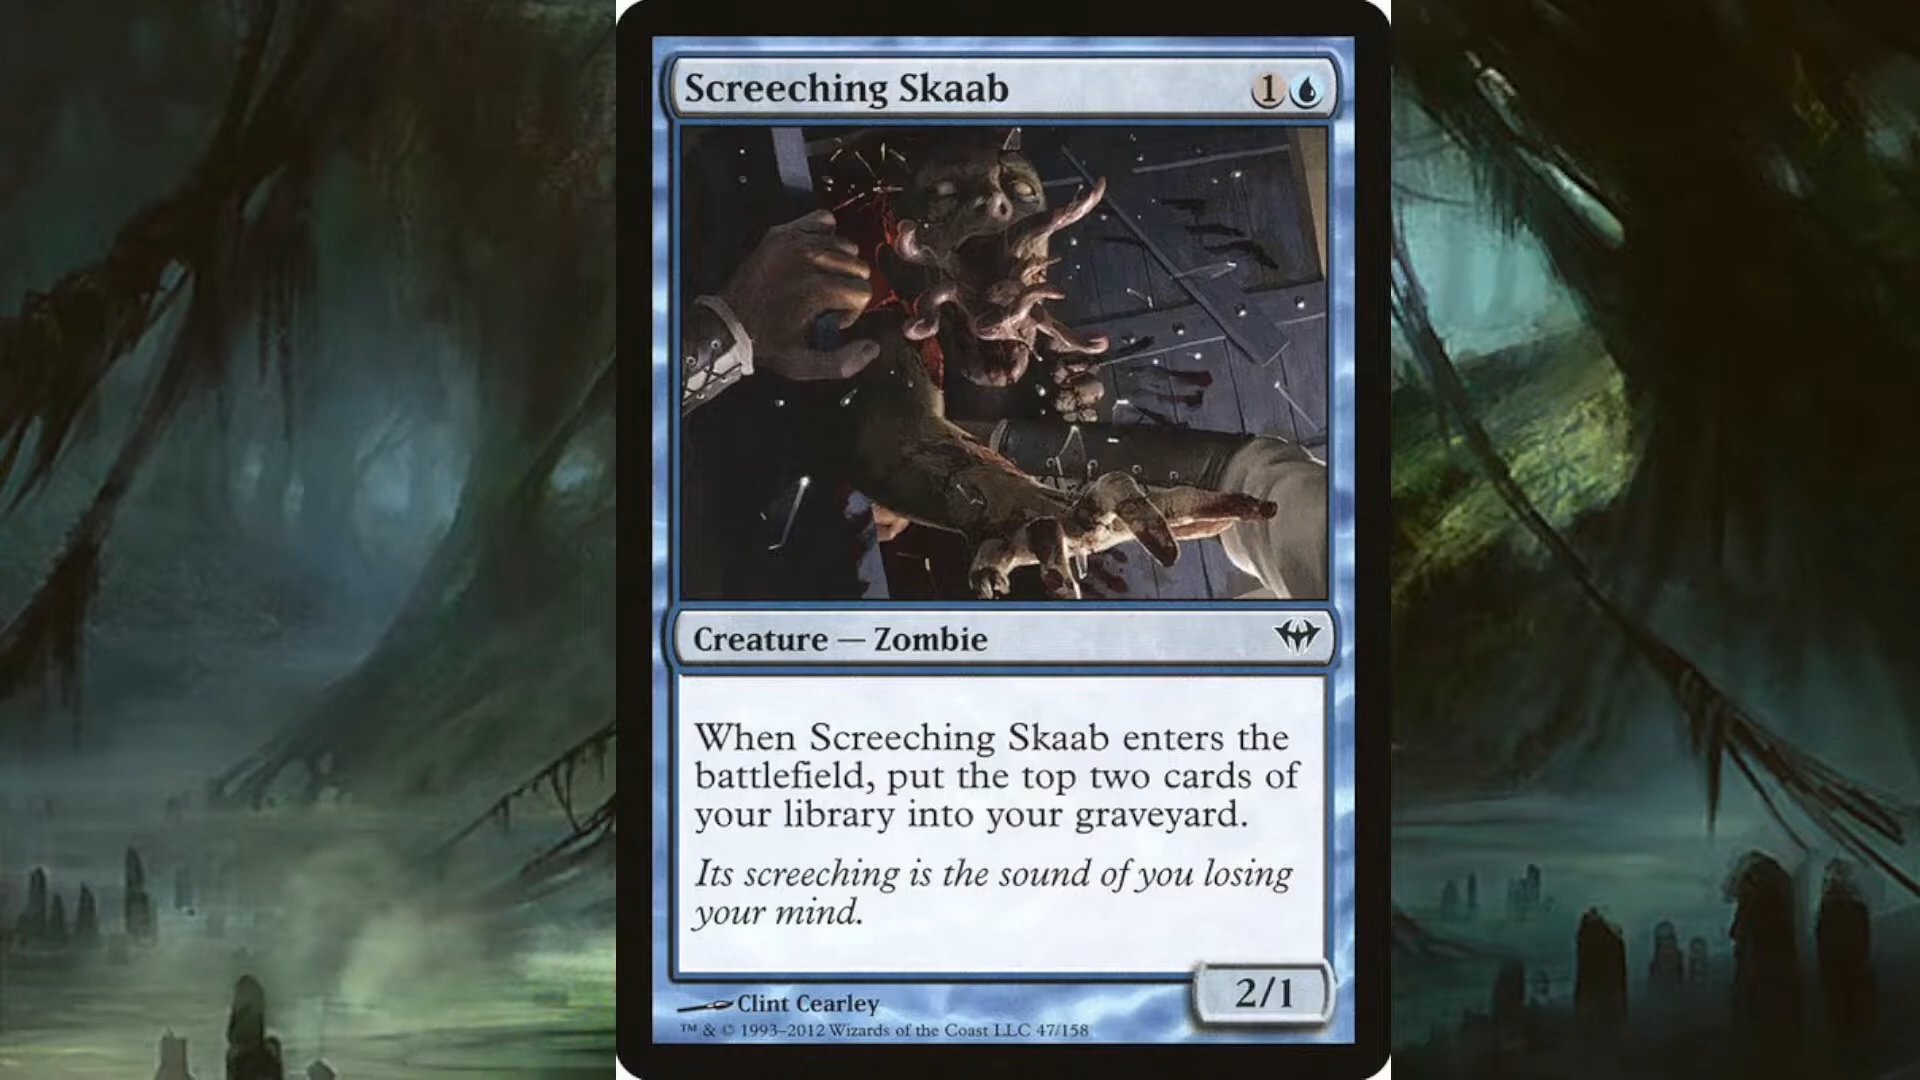 Screeching Skaab
1
Creature — Zombie
When Screeching Skaab enters the
battlefield, put the top two cards of
your library into your graveyard.
Its screeching is the sound of you losing
your mind.
2/1
Clint Cearley
™ & © 1993–2012 Wizards of the Coast LLC 47/158